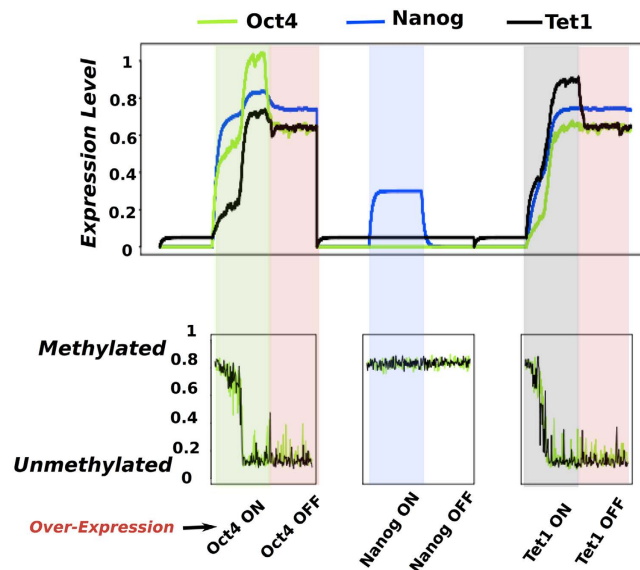 Oct4 Nanog Tet1
Expression Level
1
0.8
0.6
0.4
0.2
0
Methylated
Unmethylated
1
0.8
0.6
0.4
0.2
0
Over-Expression
Oct4 ON
Oct4 OFF
Nanog ON
Nanog OFF
Tet1 ON
Tet1 OFF